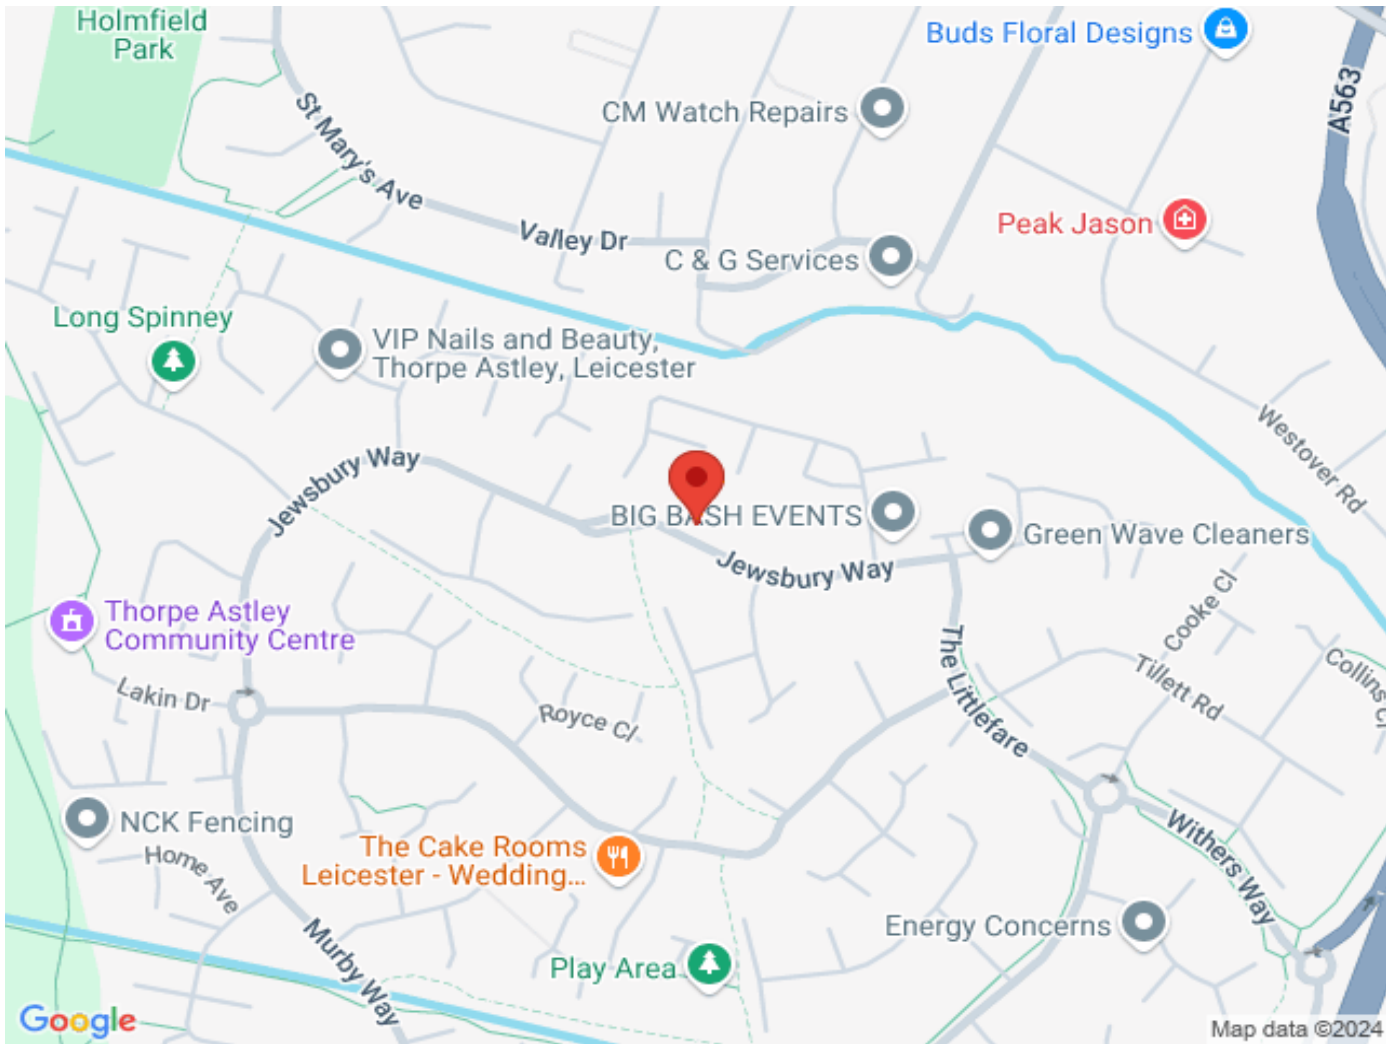 Holmfield
Park
Buds Floral Designs
A563
CM Watch Repairs
St Mary's Ave
Valley Dr
Peak Jason
C & G Services
Long Spinney
VIP Nails and Beauty,
Thorpe Astley, Leicester
Westover Rd
Jewsbury Way
BIG BASH EVENTS
Green Wave Cleaners
Jewsbury Way
Cooke Cl
Thorpe Astley
Community Centre
The Littlefare
Tillett Rd
Collins Cl
Lakin Dr
Royce Cl
NCK Fencing
Home Ave
The Cake Rooms
Leicester - Wedding...
Withers Way
Energy Concerns
Murby Way
Play Area
Google
Map data ©2024